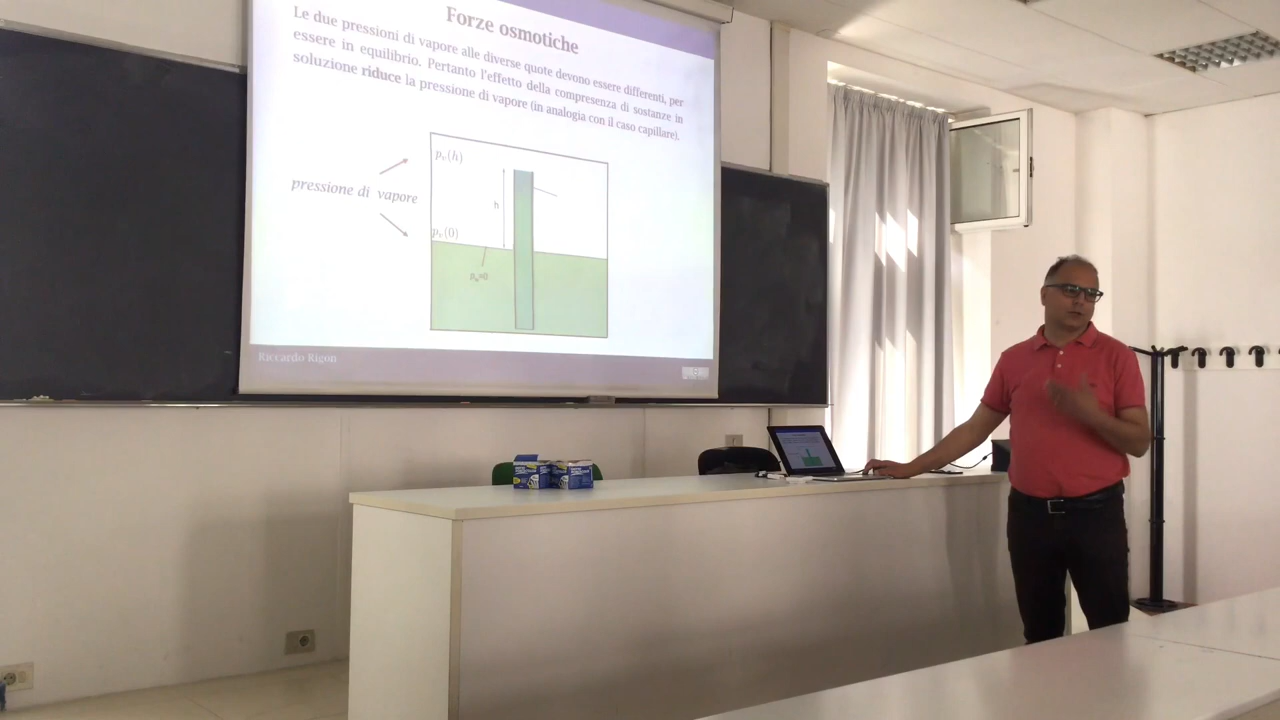 Forze osmotiche
Le due pressioni di vapore alle diverse quote devono essere differenti, per
essere in equilibrio. Pertanto l'effetto della compresenza di sostanze in
soluzione riduce la pressione di vapore (in analogia con il caso capillare).
pᵥ(h)
pressione di vapore
h
pᵥ(0)
Riccardo Rigon